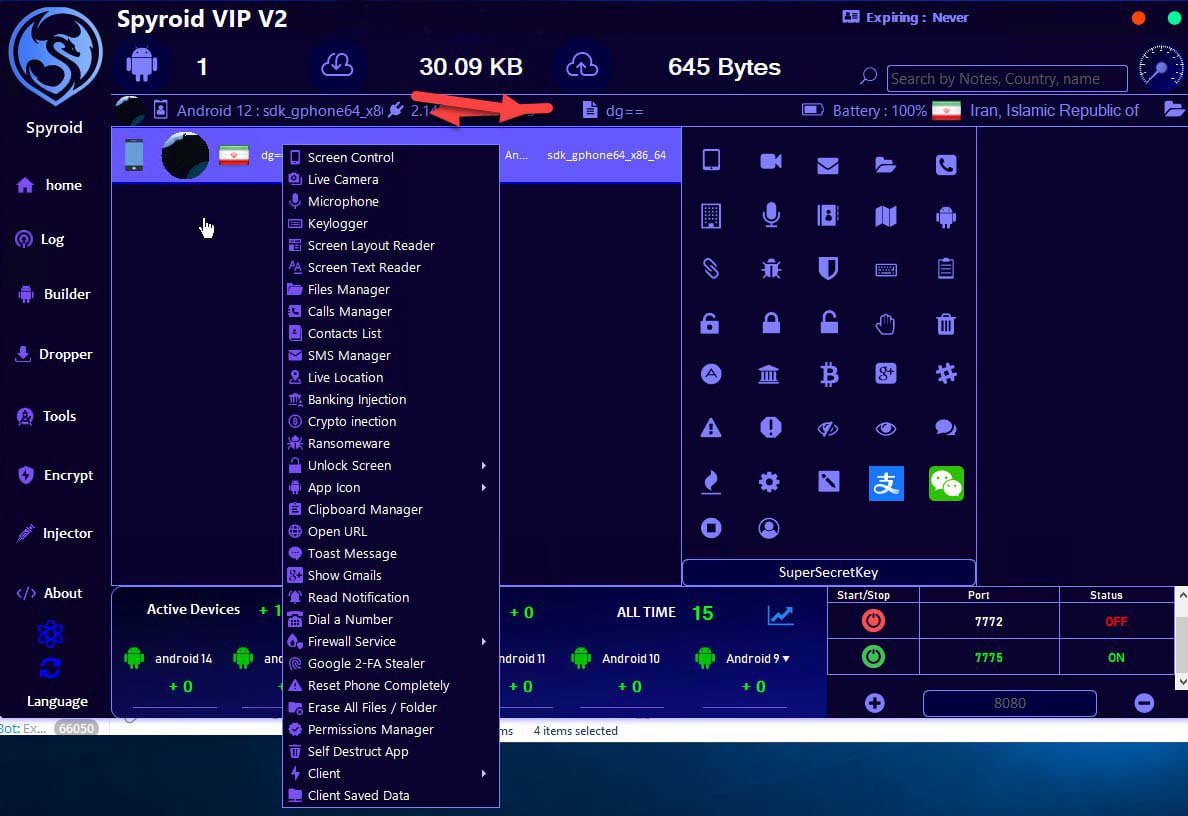 Spyroid VIP V2
Expiring : Never
1
30.09 KB
645 Bytes
Search by Notes, Country, name
Android 12 : sdk_gphone64_x8
2.1
dg==
Battery : 100%
Iran, Islamic Republic of
Spyroid
home
Log
Builder
Dropper
Tools
Encrypt
Injector
About
Language
dg=
An...
sdk_gphone64_x86_64
Screen Control
Live Camera
Microphone
Keylogger
Screen Layout Reader
Screen Text Reader
Files Manager
Calls Manager
Contacts List
SMS Manager
Live Location
Banking Injection
Crypto inection
Ransomeware
Unlock Screen
App Icon
Clipboard Manager
Open URL
Toast Message
Show Gmails
Read Notification
Dial a Number
Firewall Service
Google 2-FA Stealer
Reset Phone Completely
Erase All Files / Folder
Permissions Manager
Self Destruct App
Client
Client Saved Data
SuperSecretKey
Active Devices + 1
+ 0
ALL TIME 15
android 14
+ 0
and
ndroid 11
+ 0
Android 10
+ 0
Android 9 ▾
+ 0
Start/Stop Port Status
7772 OFF
7775 ON
8080
Bot: Ex... 66050
ms 4 items selected